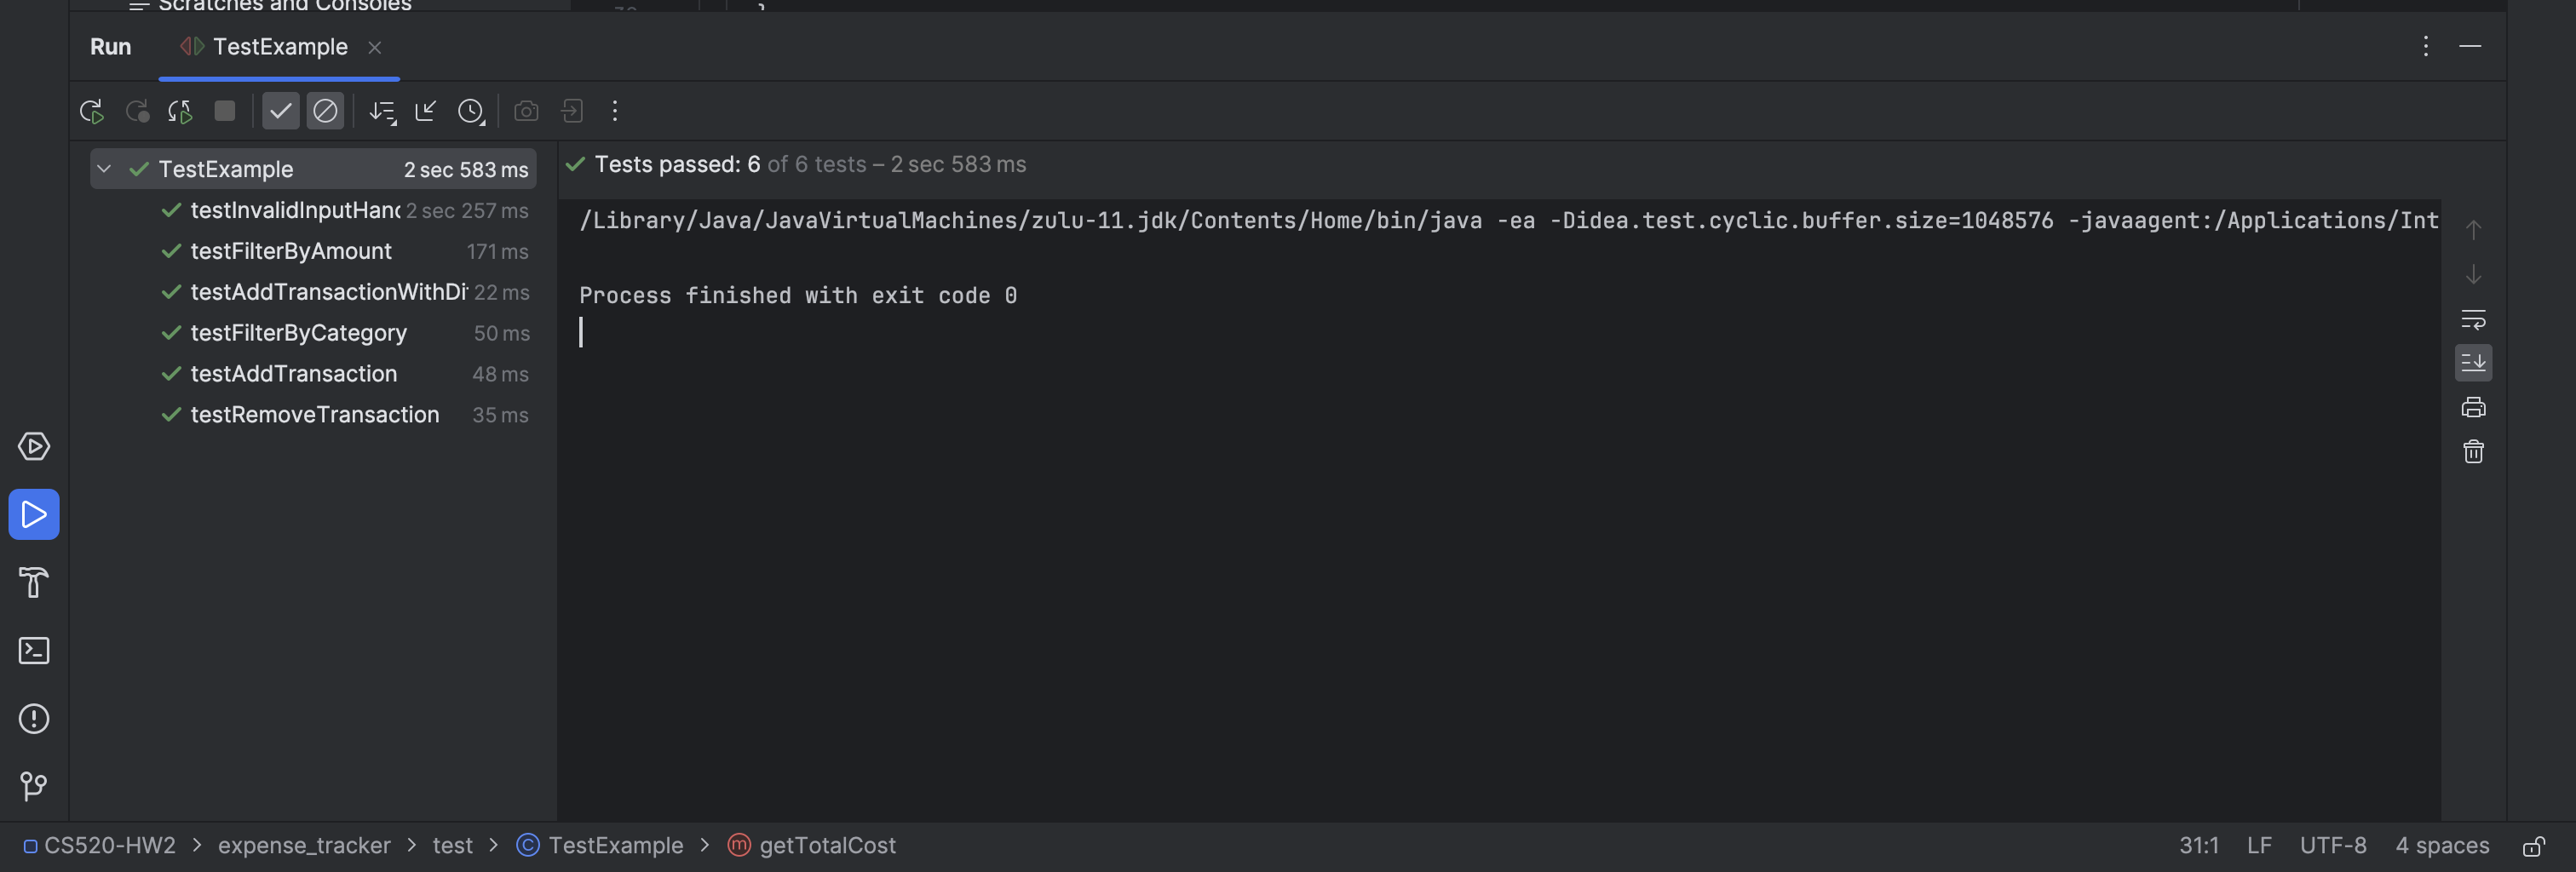 Scratches and Consoles
Run TestExample
TestExample 2 sec 583 ms
testInvalidInputHand 2 sec 257 ms
testFilterByAmount 171 ms
testAddTransactionWithDi 22 ms
testFilterByCategory 50 ms
testAddTransaction 48 ms
testRemoveTransaction 35 ms
Tests passed: 6 of 6 tests – 2 sec 583 ms
/Library/Java/JavaVirtualMachines/zulu-11.jdk/Contents/Home/bin/java -ea -Didea.test.cyclic.buffer.size=1048576 -javaagent:/Applications/Int
Process finished with exit code 0
CS520-HW2 > expense_tracker > test > TestExample > getTotalCost 31:1 LF UTF-8 4 spaces